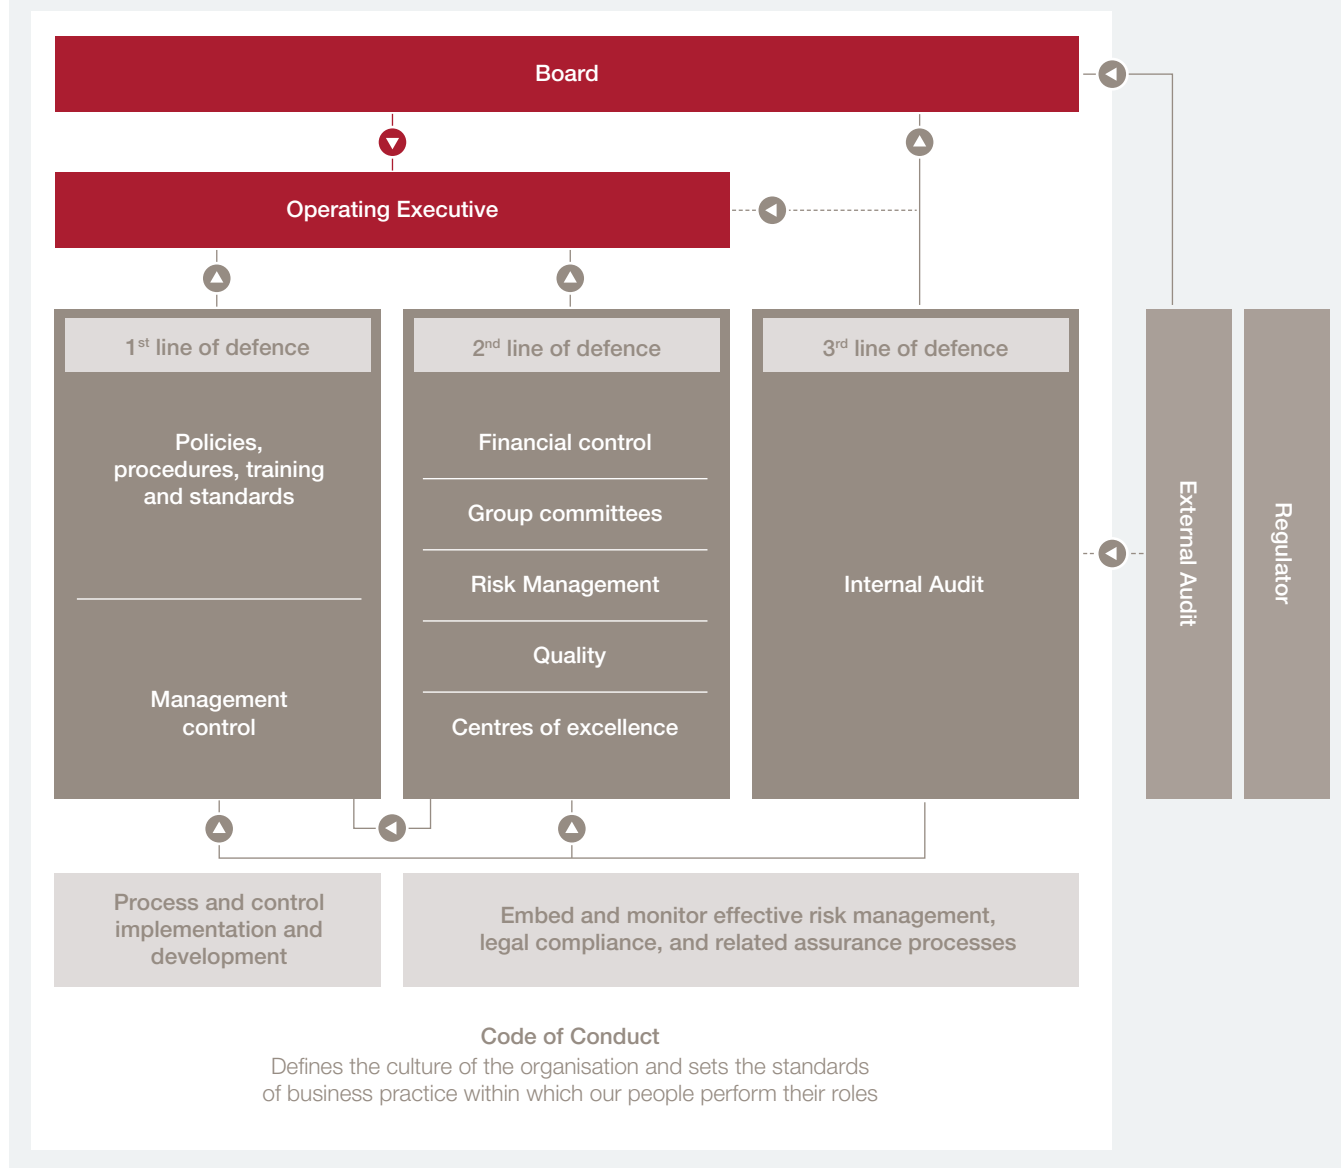 Board
Operating Executive
1st line of defence
Policies,
procedures, training
and standards
Management
control
2nd line of defence
Financial control
Group committees
Risk Management
Quality
Centres of excellence
3rd line of defence
Internal Audit
External Audit
Regulator
Process and control
implementation and
development
Embed and monitor effective risk management,
legal compliance, and related assurance processes
Code of Conduct
Defines the culture of the organisation and sets the standards
of business practice within which our people perform their roles